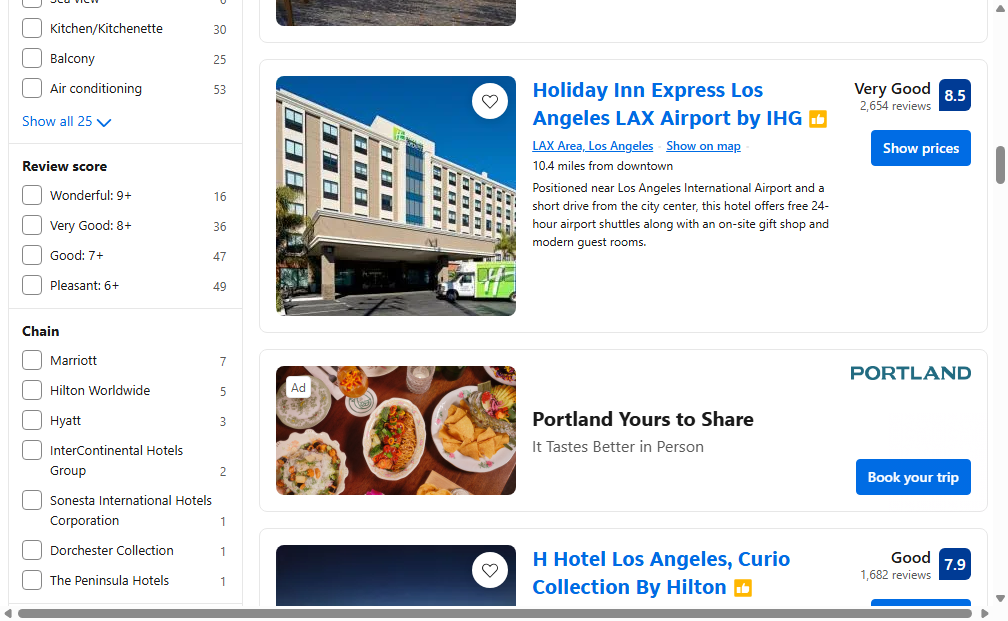 Sea view 6
Kitchen/Kitchenette 30
Balcony 25
Air conditioning 53
Show all 25
Review score
Wonderful: 9+ 16
Very Good: 8+ 36
Good: 7+ 47
Pleasant: 6+ 49
Chain
Marriott 7
Hilton Worldwide 5
Hyatt 3
InterContinental Hotels
Group 2
Sonesta International Hotels
Corporation 1
Dorchester Collection 1
The Peninsula Hotels 1
Holiday Inn Express Los
Angeles LAX Airport by IHG
LAX Area, Los Angeles Show on map
10.4 miles from downtown
Positioned near Los Angeles International Airport and a
short drive from the city center, this hotel offers free 24-
hour airport shuttles along with an on-site gift shop and
modern guest rooms.
Very Good 8.5
2,654 reviews
Show prices
Ad
PORTLAND
Portland Yours to Share
It Tastes Better in Person
Book your trip
H Hotel Los Angeles, Curio
Collection By Hilton
Good 7.9
1,682 reviews